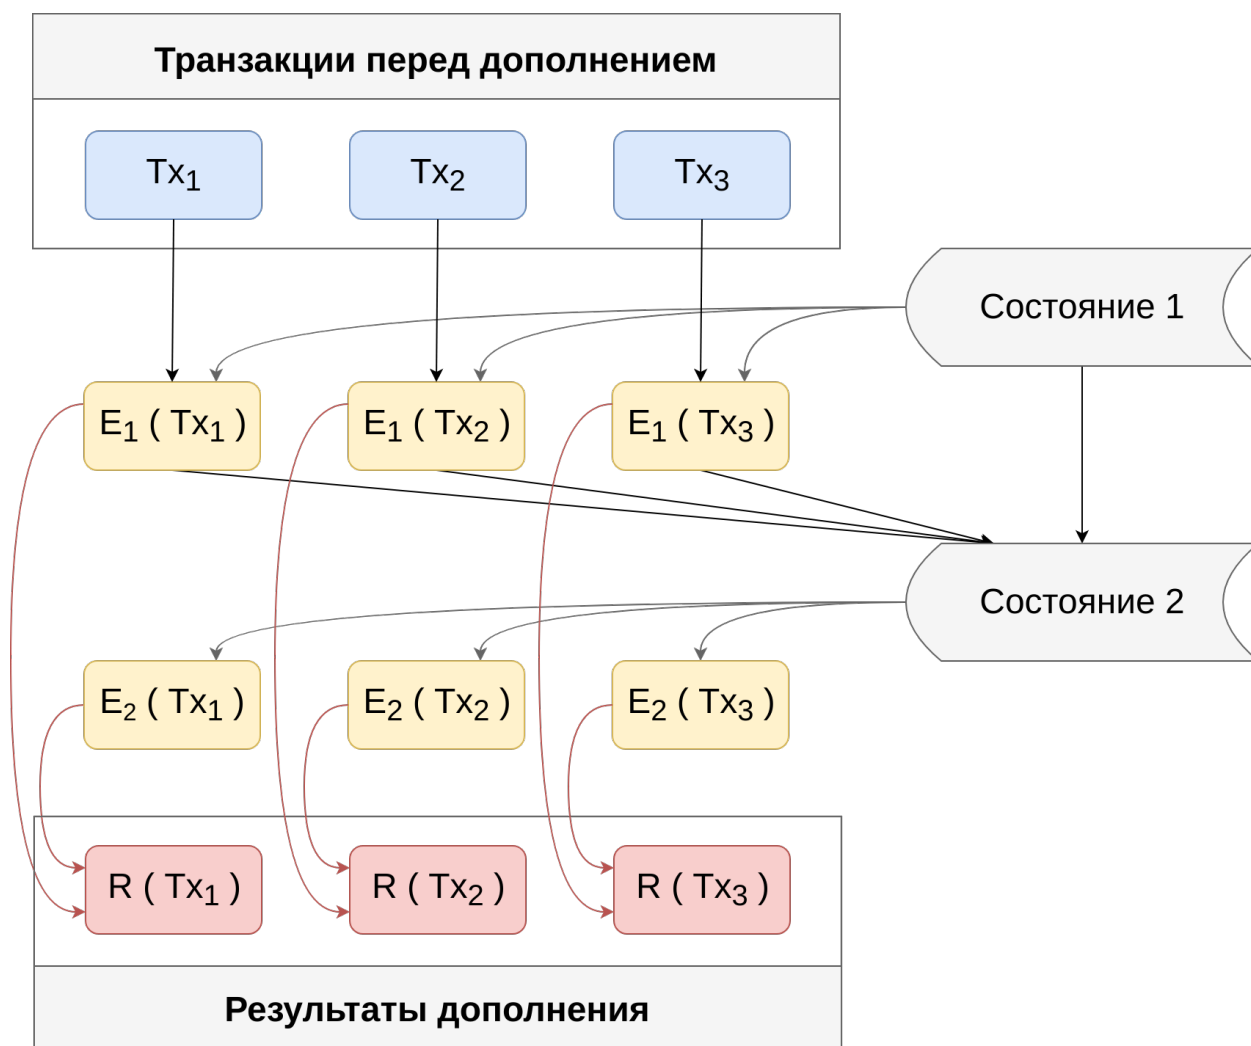 Транзакции перед дополнением
Tx₁ Tx₂ Tx₃
Состояние 1
E₁ ( Tx₁ ) E₁ ( Tx₂ ) E₁ ( Tx₃ )
Состояние 2
E₂ ( Tx₁ ) E₂ ( Tx₂ ) E₂ ( Tx₃ )
R ( Tx₁ ) R ( Tx₂ ) R ( Tx₃ )
Результаты дополнения